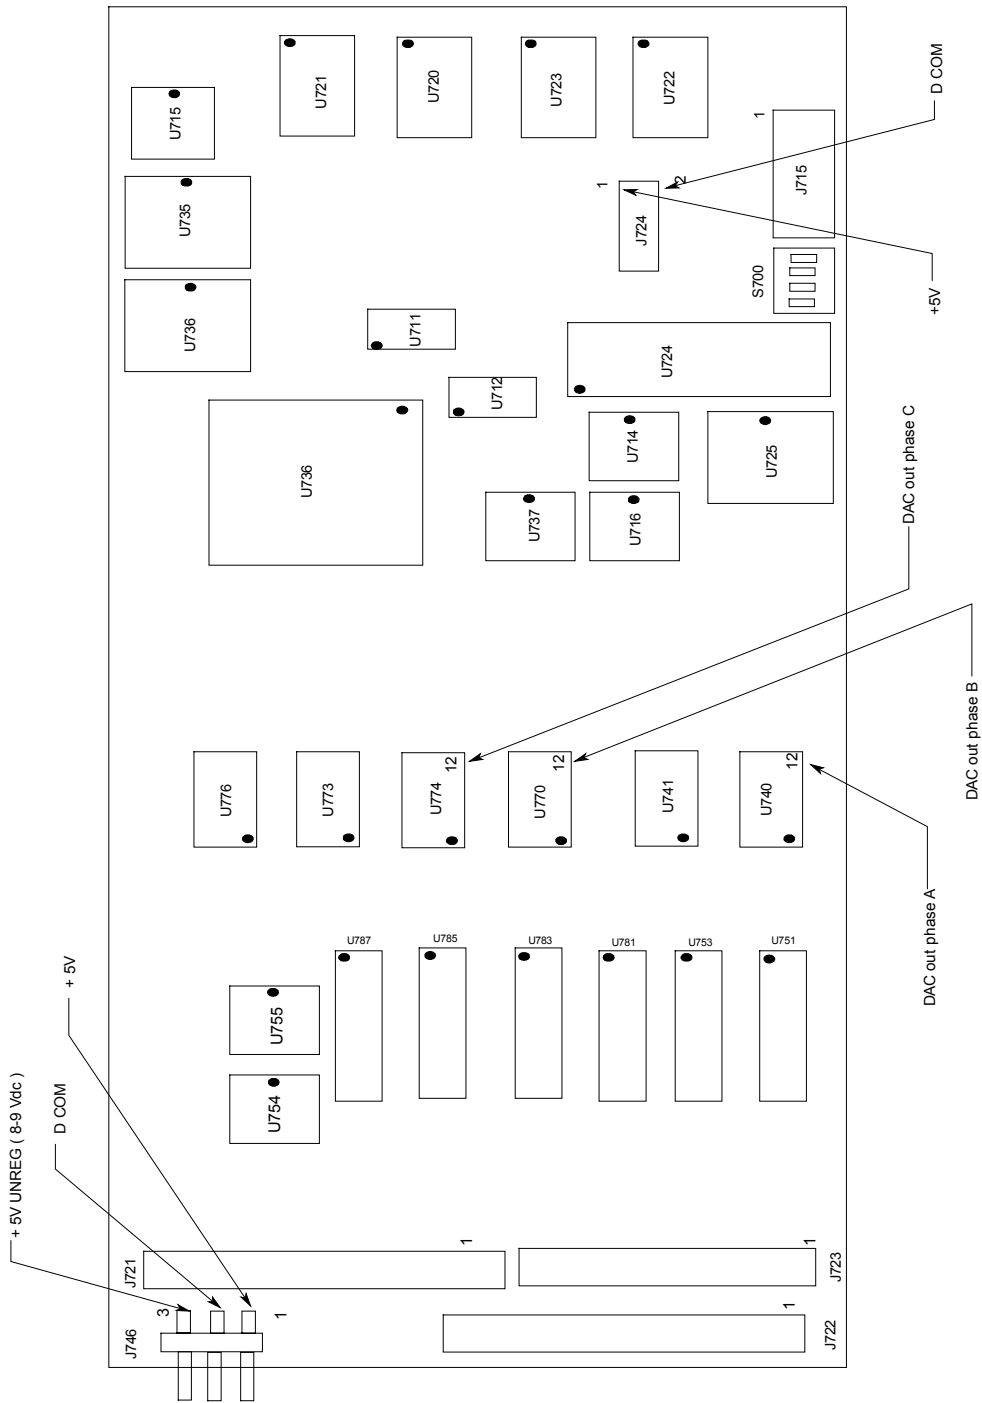 + 5V UNREG ( 8-9 Vdc )
D COM
+ 5V
J746
3
1
J721
1
J723
1
J722
1
U754
U755
U787
U785
U783
U781
U753
U751
U776
U773
U774
12
U770
12
U741
U740
12
DAC out phase A
DAC out phase B
DAC out phase C
U736
U737
U716
U714
U725
U712
U711
U724
U736
U735
U715
S700
J724
1
2
J715
1
+5V
D COM
U721
U720
U723
U722